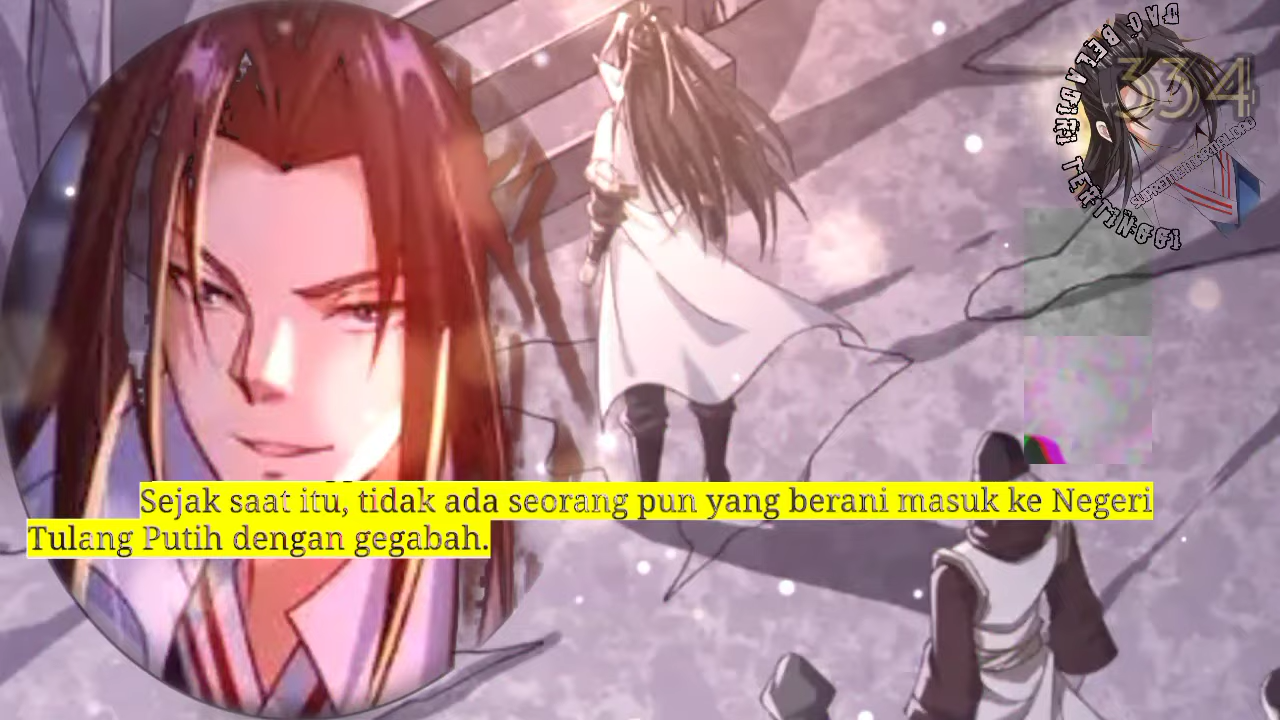 334
Sejak saat itu, tidak ada seorang pun yang berani masuk ke Negeri
Tulang Putih dengan gegabah.